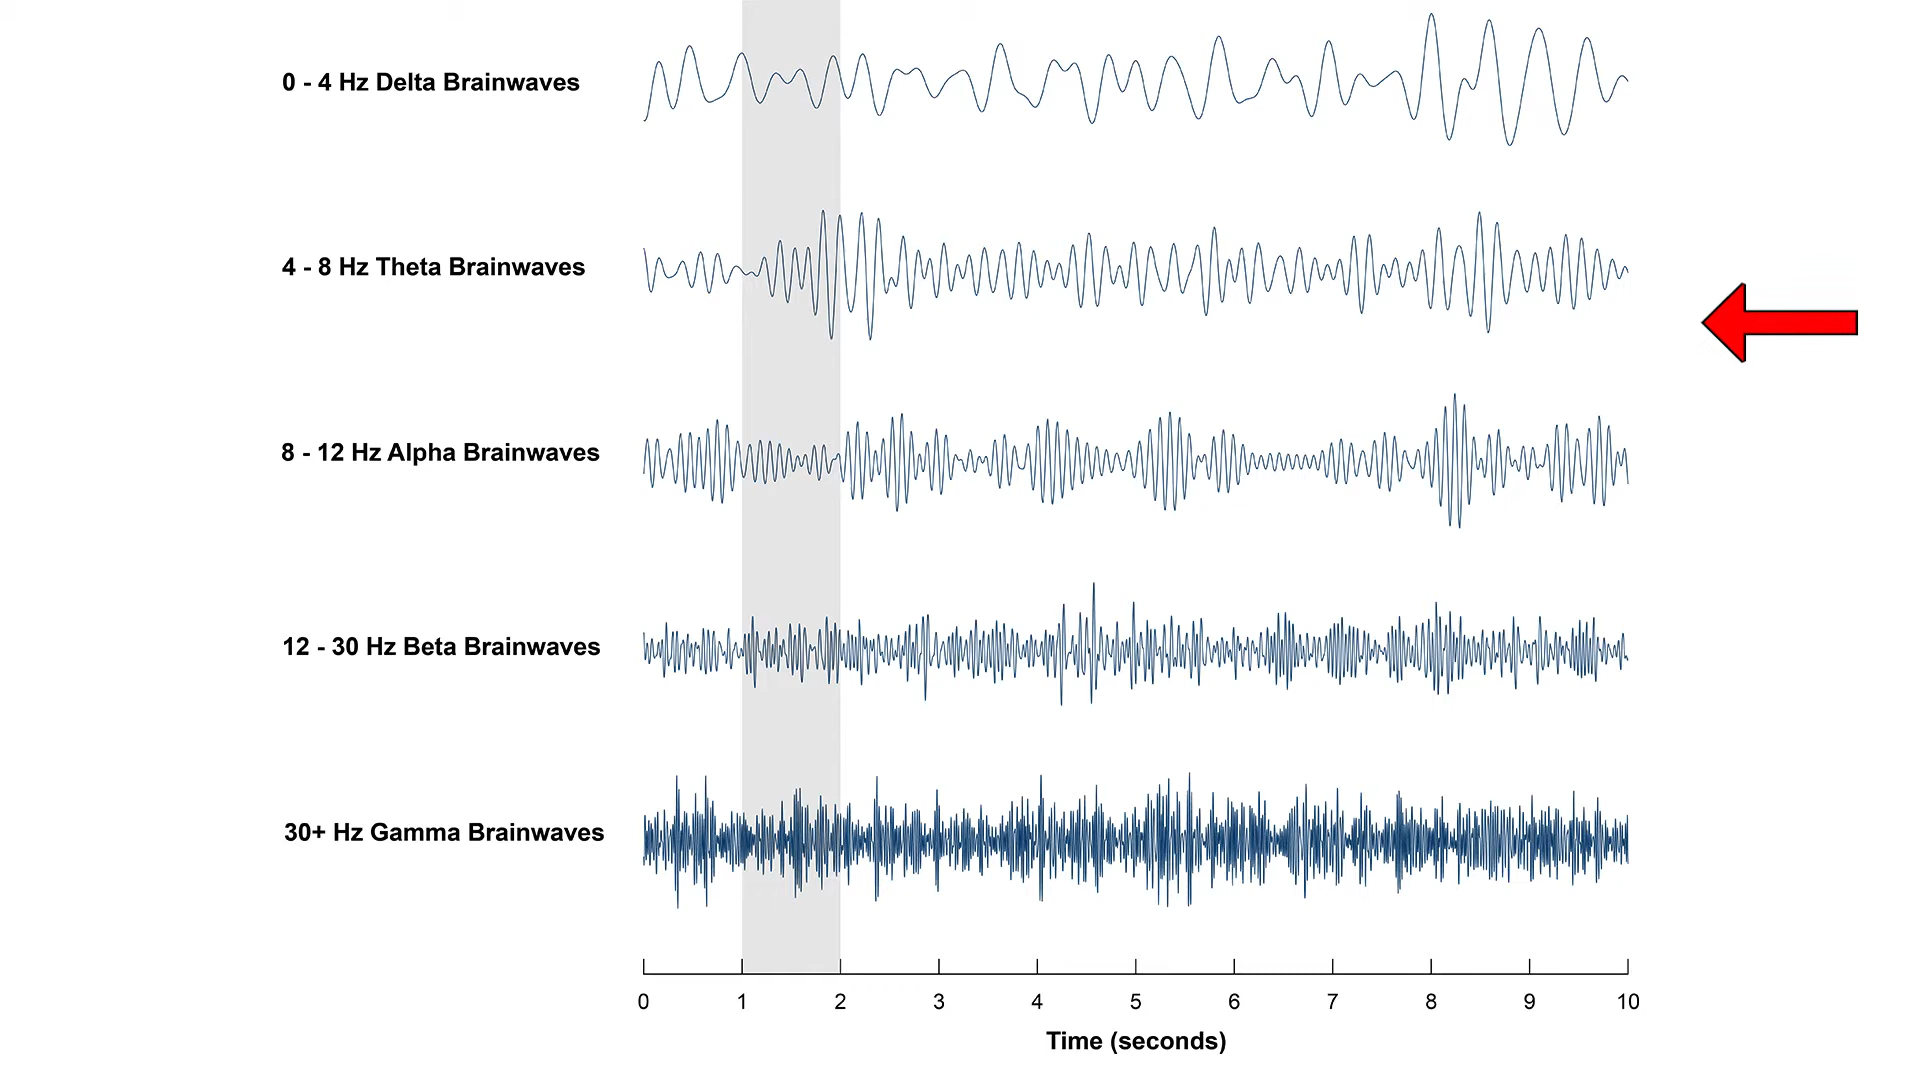 0 - 4 Hz Delta Brainwaves
4 - 8 Hz Theta Brainwaves
8 - 12 Hz Alpha Brainwaves
12 - 30 Hz Beta Brainwaves
30+ Hz Gamma Brainwaves
0 1 2 3 4 5 6 7 8 9 10
Time (seconds)